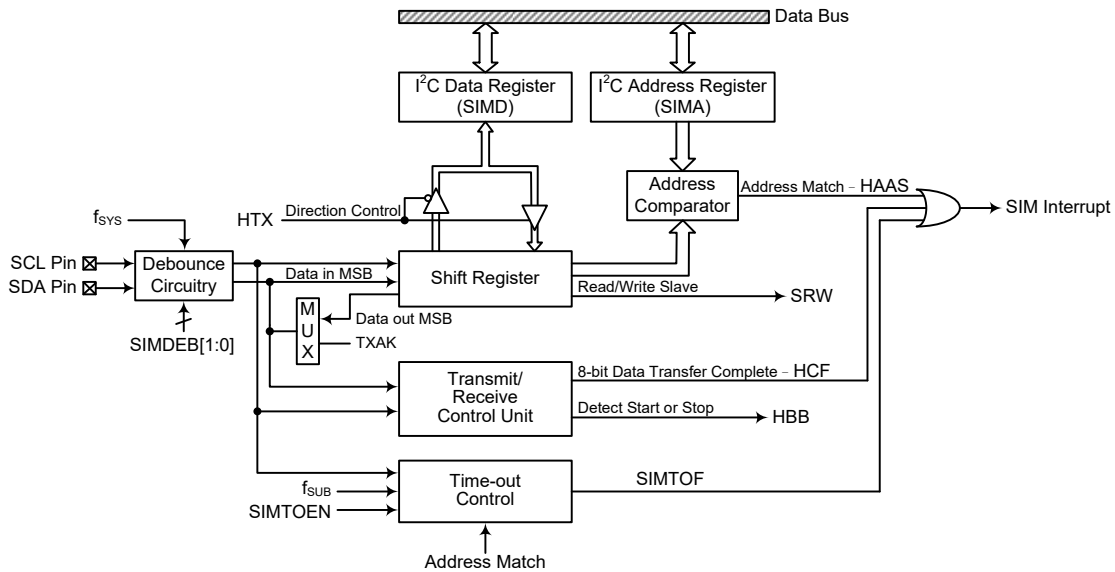 Data Bus
I²C Data Register
(SIMD)
I²C Address Register
(SIMA)
Address
Comparator
Address Match - HAAS
SIM Interrupt
HTX
Direction Control
fSYS
SCL Pin
SDA Pin
Debounce
Circuitry
SIMDEB[1:0]
Data in MSB
Shift Register
Read/Write Slave
SRW
M
U
X
Data out MSB
TXAK
Transmit/
Receive
Control Unit
8-bit Data Transfer Complete - HCF
Detect Start or Stop
HBB
fSUB
SIMTOEN
Time-out
Control
SIMTOF
Address Match